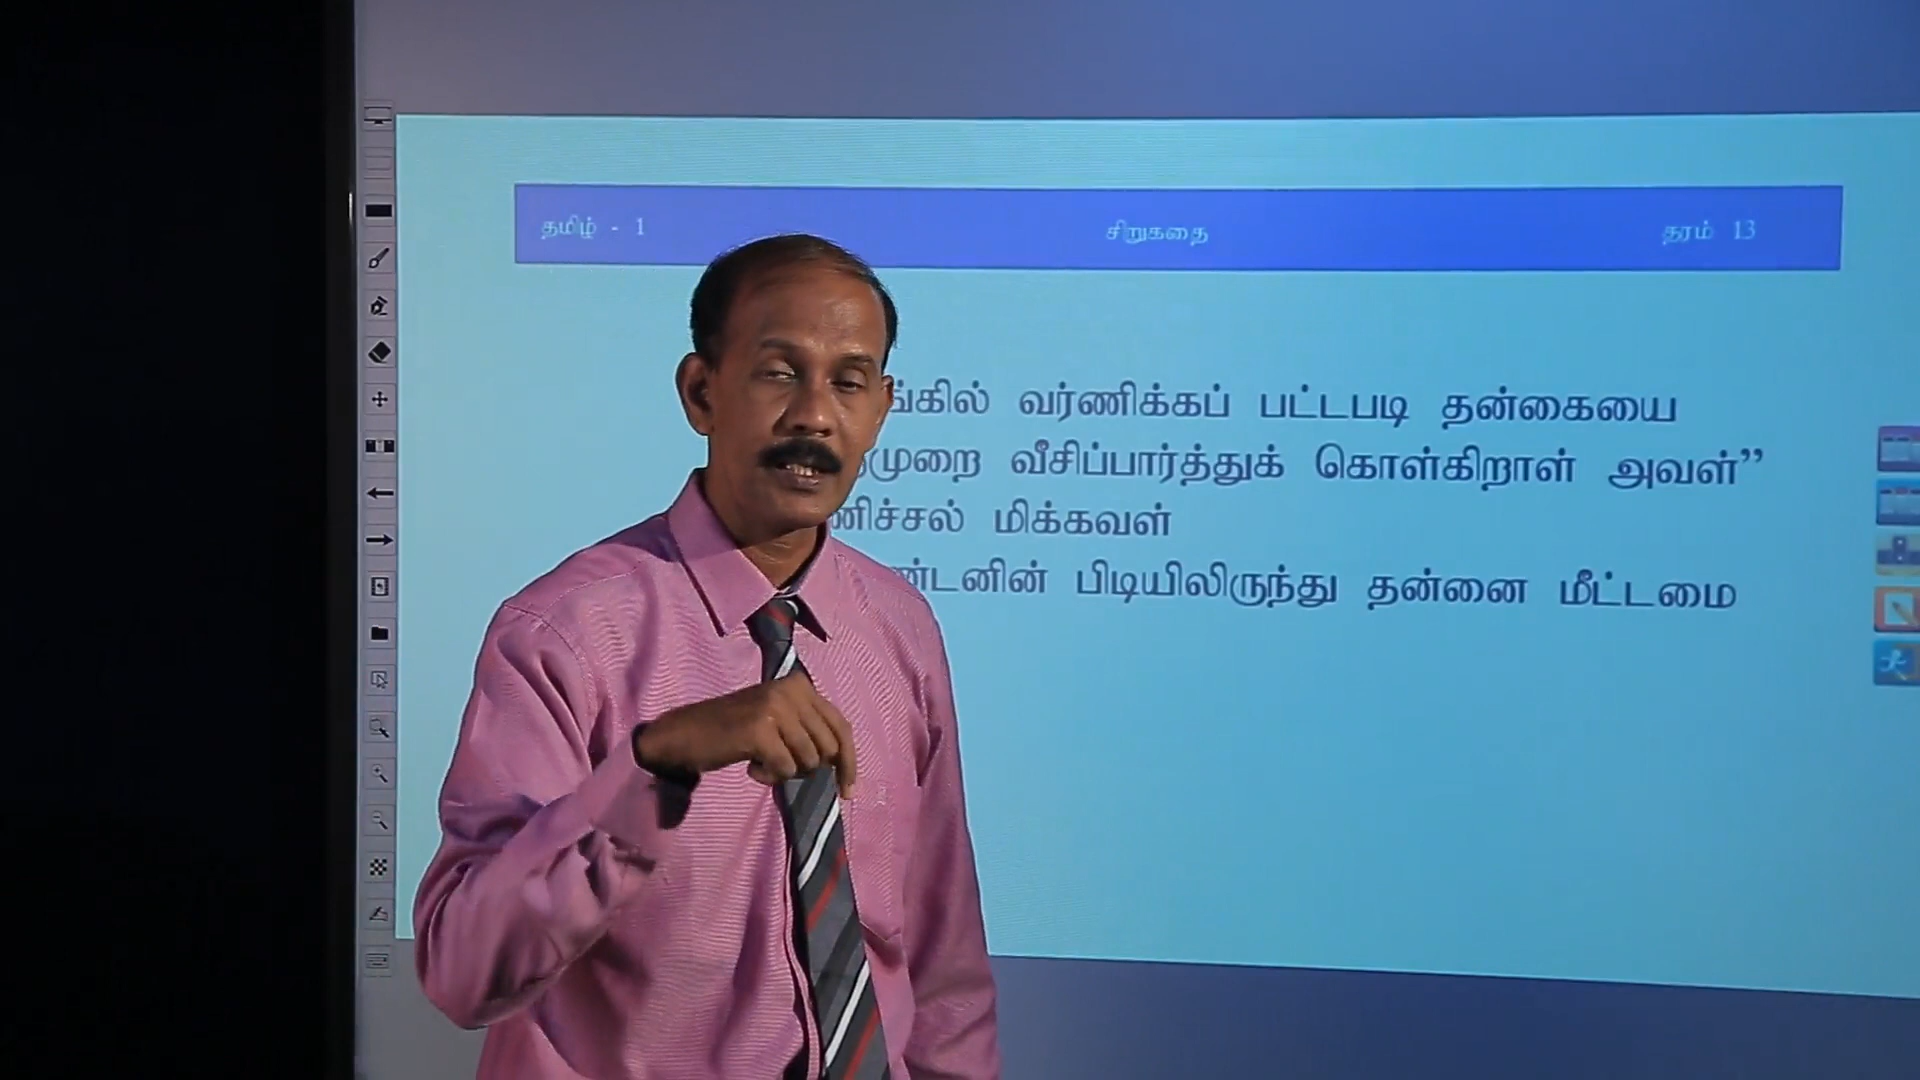 தமிழ் - 1 சிறுகதை தரம் 13
வர்ணிக்கப் பட்டபடி தன்கையை
வீசிப்பார்த்துக் கொள்கிறாள் அவள்”
மிக்கவள்
பிடியிலிருந்து தன்னை மீட்டமை